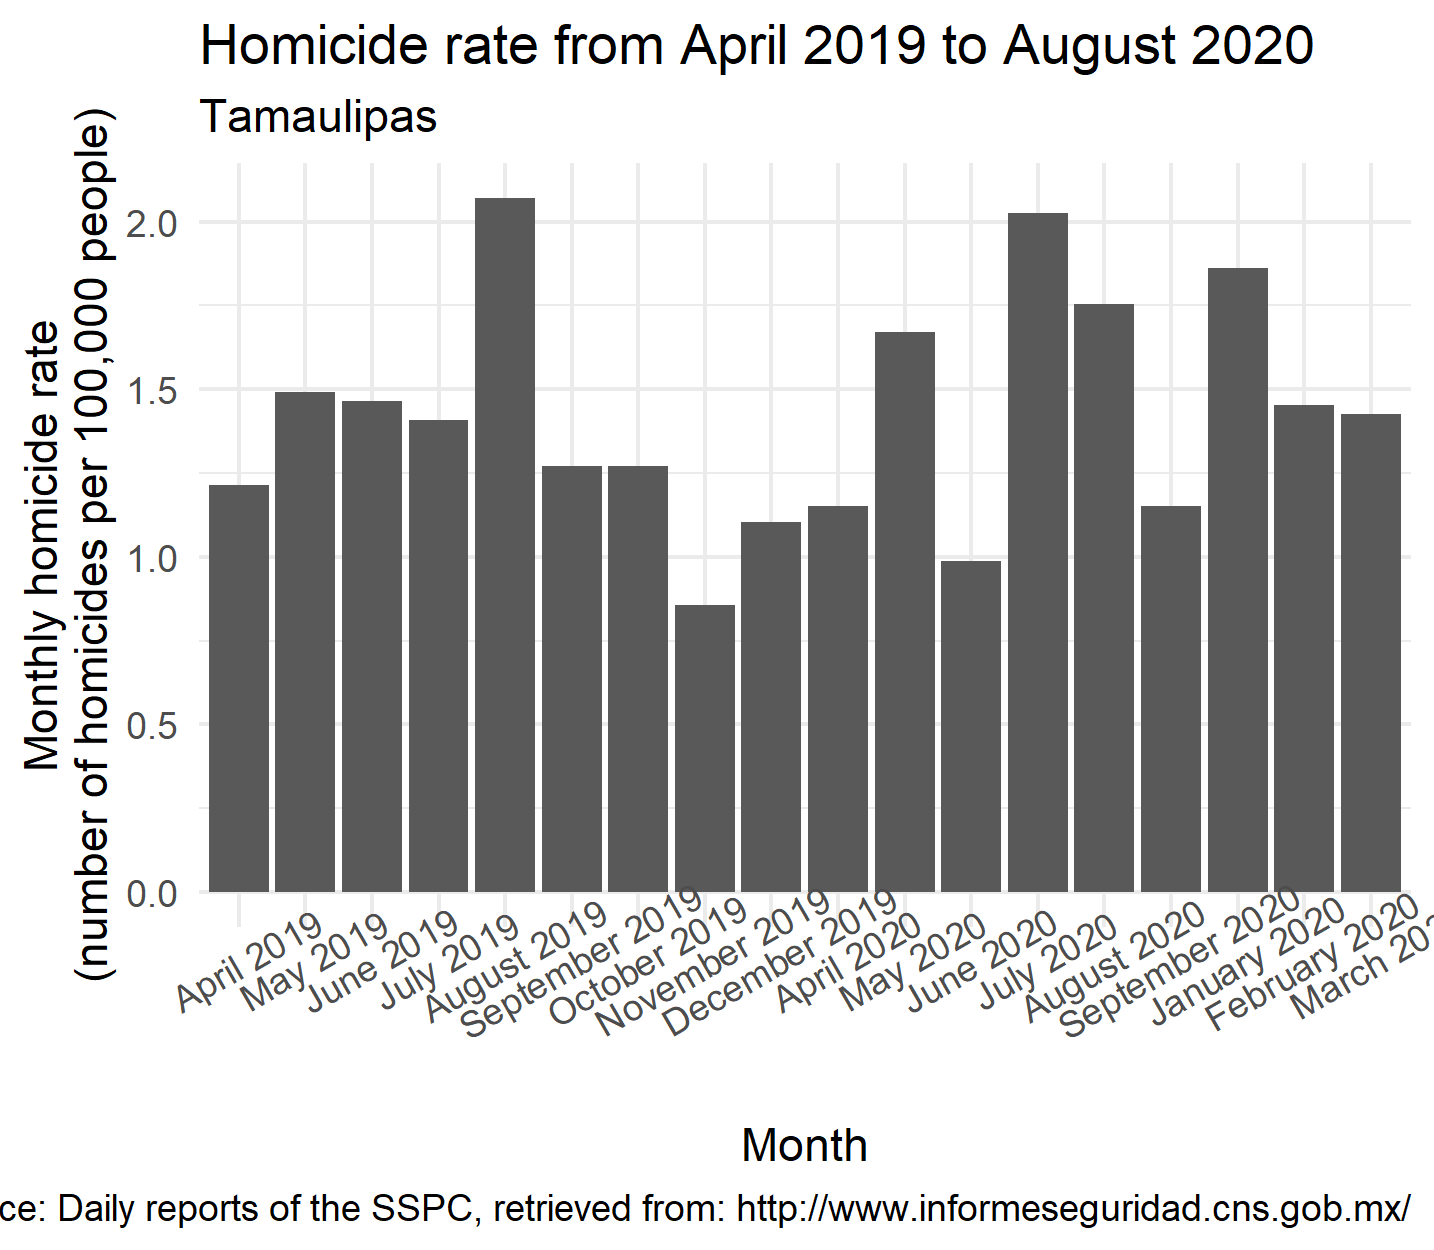 Homicide rate from April 2019 to August 2020
Tamaulipas
Monthly homicide rate
(number of homicides per 100,000 people)
2.0
1.5
1.0
0.5
0.0
April 2019
May 2019
June 2019
July 2019
August 2019
September 2019
October 2019
November 2019
December 2019
April 2020
May 2020
June 2020
July 2020
August 2020
September 2020
January 2020
February 2020
March 202
Month
ce: Daily reports of the SSPC, retrieved from: http://www.informeseguridad.cns.gob.mx/